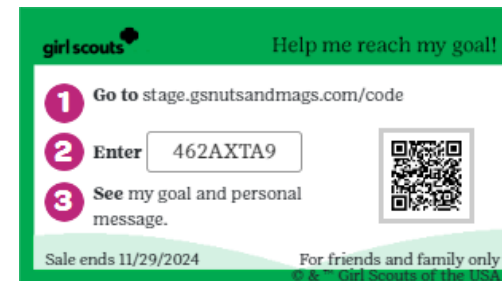 girl scouts
Help me reach my goal!
1 Go to stage.gsnutsandmags.com/code
2 Enter 462AXTA9
3 See my goal and personal
message.
Sale ends 11/29/2024
For friends and family only
© & ™ Girl Scouts of the USA